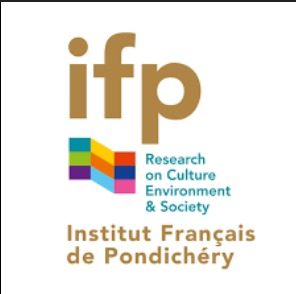 ifp
Research
on Culture
Environment
& Society
Institut Français
de Pondichéry